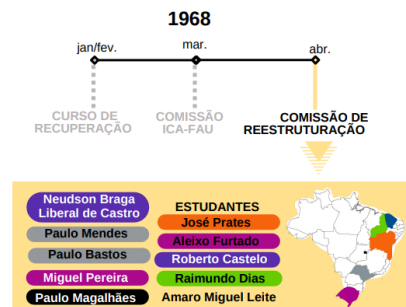 1968
jan/fev.
mar.
abr.
CURSO DE
RECUPERAÇÃO
COMISSÃO
ICA-FAU
COMISSÃO DE
REESTRUTURAÇÃO
Neudson Braga
Liberal de Castro
Paulo Mendes
Paulo Bastos
Miguel Pereira
Paulo Magalhães
ESTUDANTES
José Prates
Aleixo Furtado
Roberto Castelo
Raimundo Dias
Amaro Miguel Leite